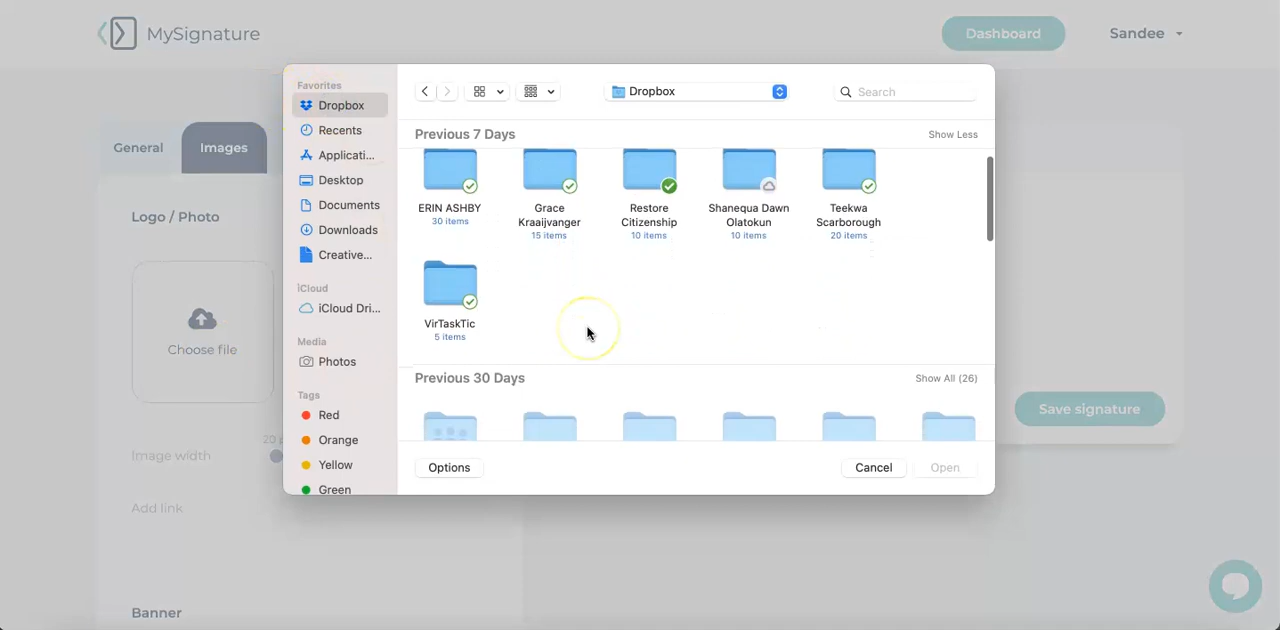 MySignature
Dashboard
Sandee
General
Images
Logo / Photo
Choose file
20 p
Image width
Add link
Banner
Save signature
Favorites
Dropbox
Recents
Applicati...
Desktop
Documents
Downloads
Creative...
iCloud
iCloud Dri...
Media
Photos
Tags
Red
Orange
Yellow
Green
Dropbox
Search
Previous 7 Days
Show Less
ERIN ASHBY
30 items
Grace
Kraaijvanger
15 items
Restore
Citizenship
10 items
Shanequa Dawn
Olatokun
10 items
Teekwa
Scarborough
20 items
VirTaskTic
5 items
Previous 30 Days
Show All (26)
Options
Cancel
Open